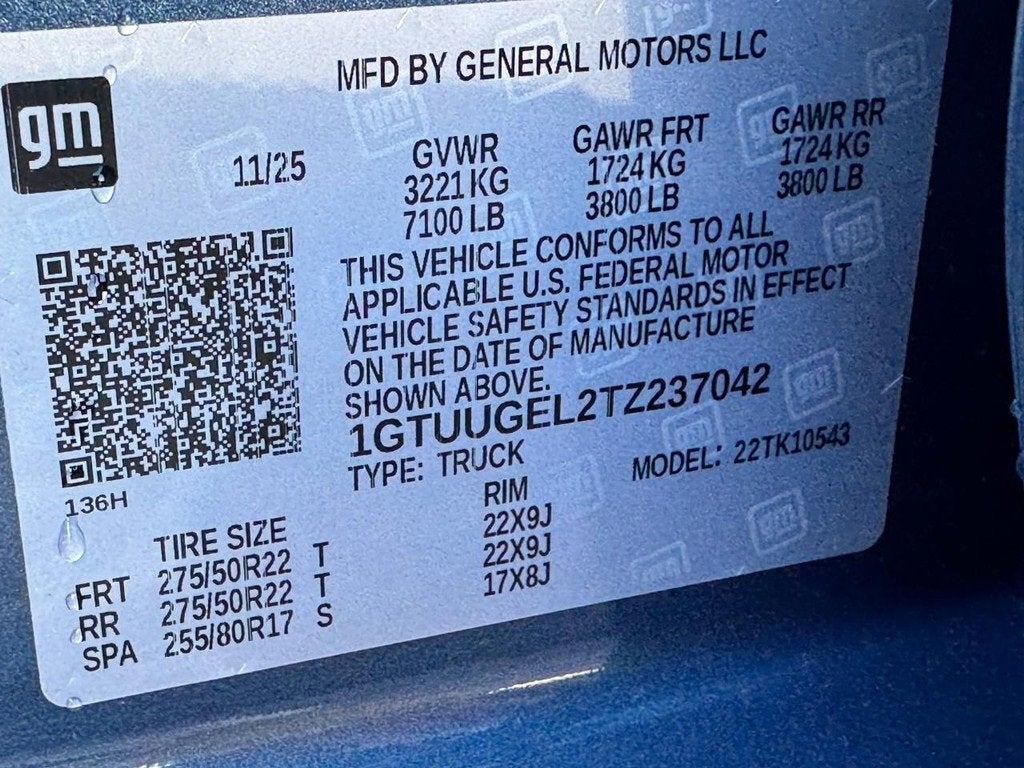 MFD BY GENERAL MOTORS LLC
gm
11/25
GVWR GAWR FRT GAWR RR
3221 KG 1724 KG 1724 KG
7100 LB 3800 LB 3800 LB
THIS VEHICLE CONFORMS TO ALL
APPLICABLE U.S. FEDERAL MOTOR
VEHICLE SAFETY STANDARDS IN EFFECT
ON THE DATE OF MANUFACTURE
SHOWN ABOVE.
1GTUUGEL2TZ237042
TYPE: TRUCK MODEL: 22TK10543
136H
TIRE SIZE RIM
FRT 275/50R22 T 22X9J
RR 275/50R22 T 22X9J
SPA 255/80R17 S 17X8J